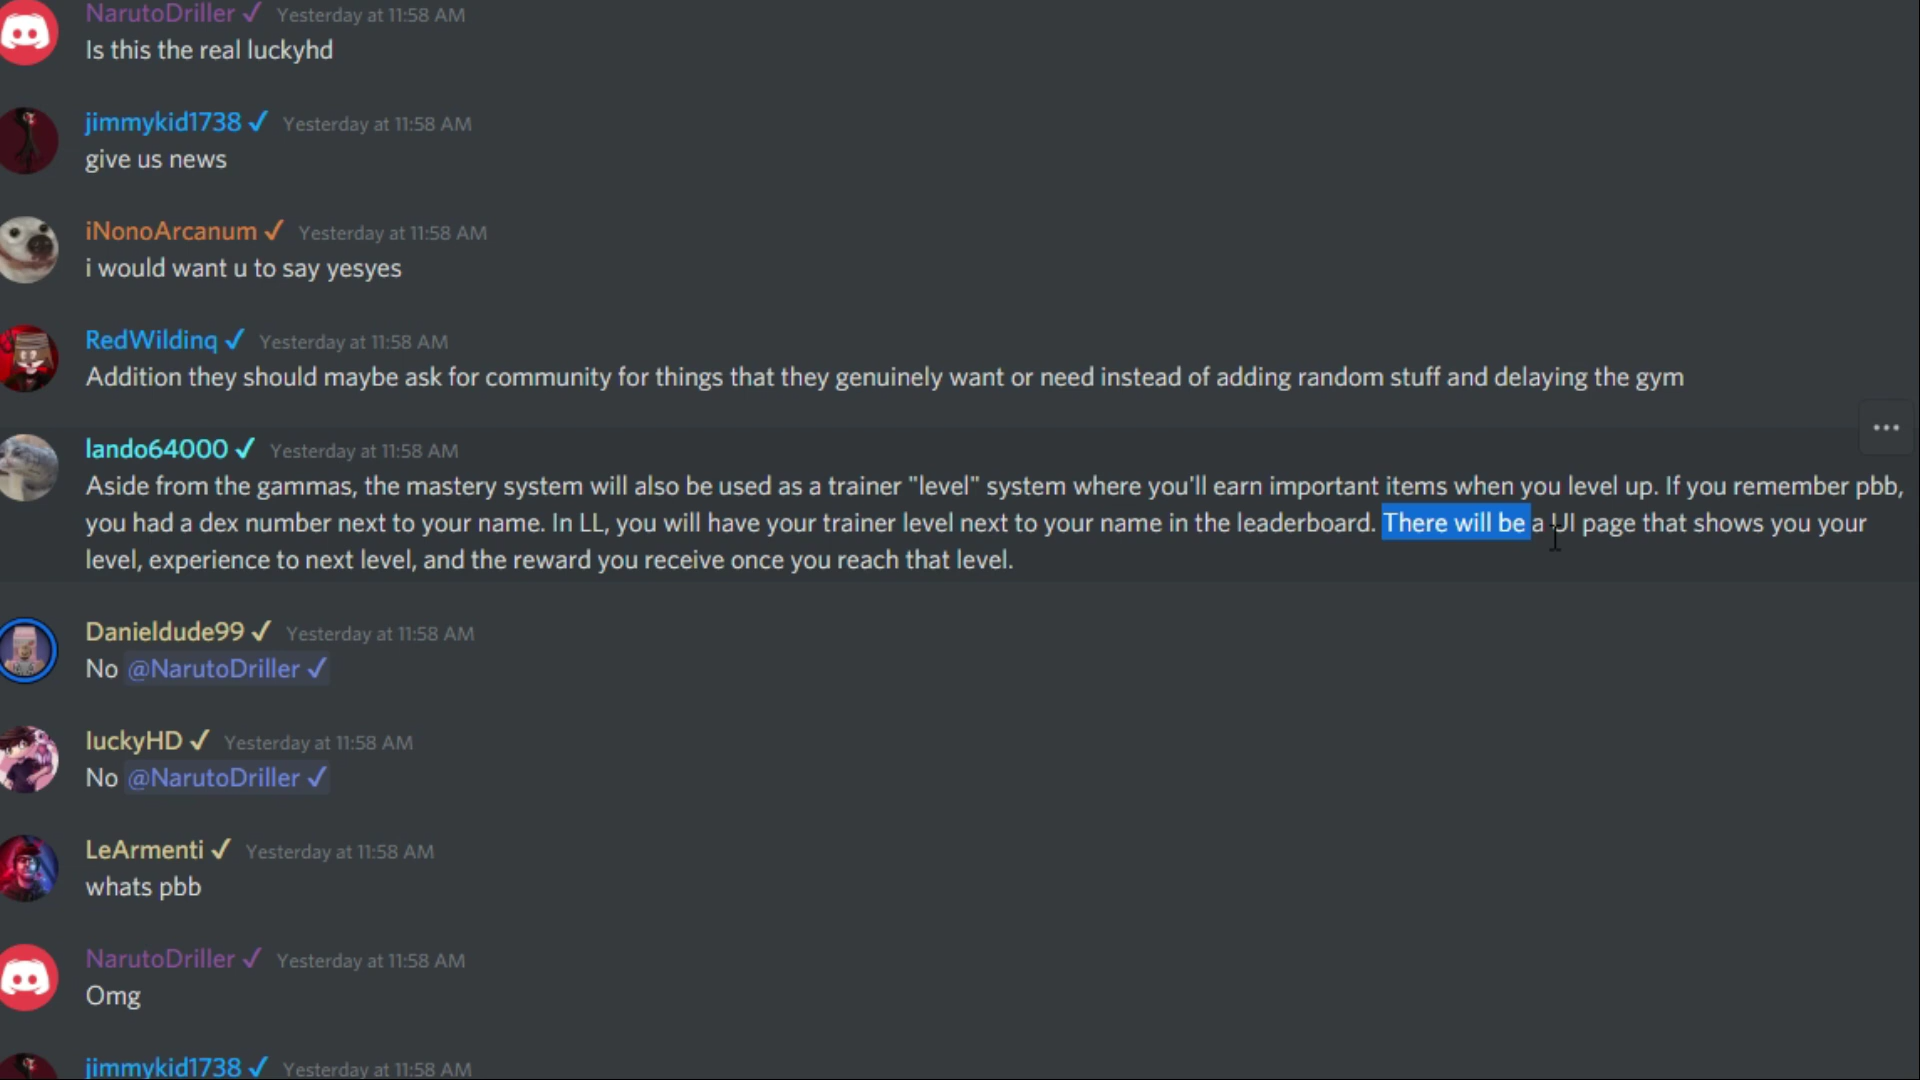 NarutoDriller ✓ Yesterday at 11:58 AM
Is this the real luckyhd
jimmykid1738 ✓ Yesterday at 11:58 AM
give us news
iNonoArcanum ✓ Yesterday at 11:58 AM
i would want u to say yesyes
RedWildinq ✓ Yesterday at 11:58 AM
Addition they should maybe ask for community for things that they genuinely want or need instead of adding random stuff and delaying the gym
lando64000 ✓ Yesterday at 11:58 AM
Aside from the gammas, the mastery system will also be used as a trainer "level" system where you'll earn important items when you level up. If you remember pbb,
you had a dex number next to your name. In LL, you will have your trainer level next to your name in the leaderboard. There will be a UI page that shows you your
level, experience to next level, and the reward you receive once you reach that level.
Danieldude99 ✓ Yesterday at 11:58 AM
No @NarutoDriller ✓
luckyHD ✓ Yesterday at 11:58 AM
No @NarutoDriller ✓
LeArmenti ✓ Yesterday at 11:58 AM
whats pbb
NarutoDriller ✓ Yesterday at 11:58 AM
Omg
jimmykid1738 ✓ Yesterday at 11:58 AM